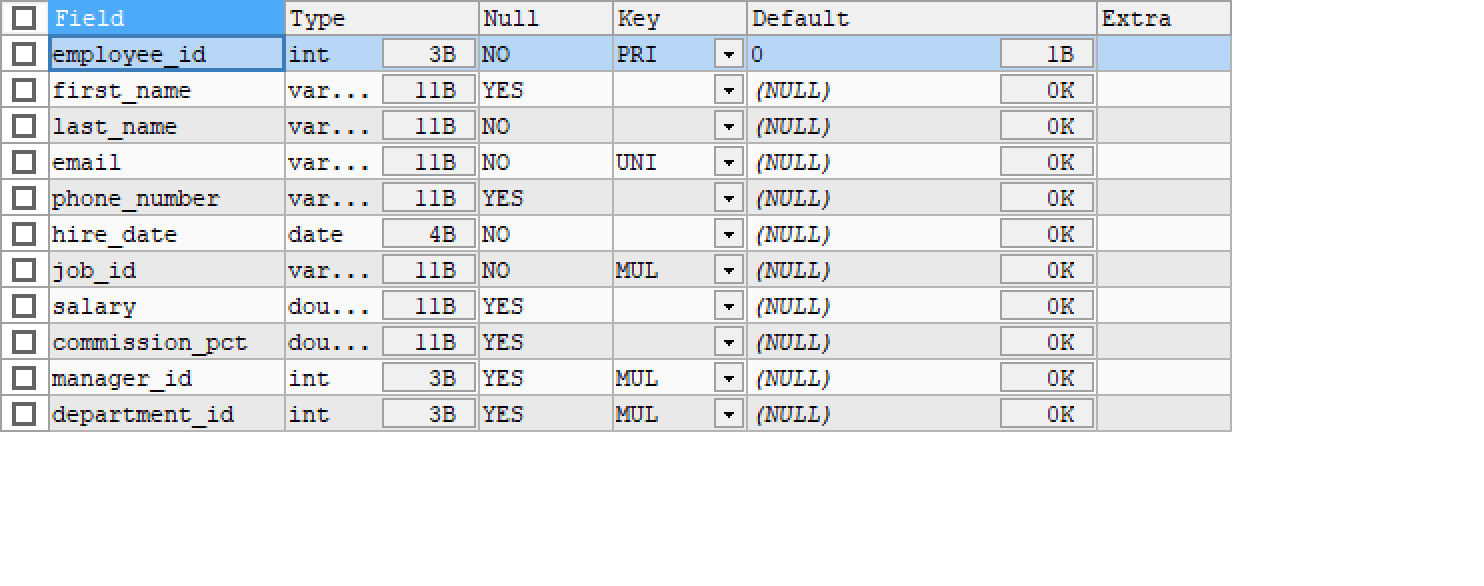 Field Type Null Key Default Extra
employee_id int 3B NO PRI 0 1B
first_name var... 11B YES (NULL) 0K
last_name var... 11B NO (NULL) 0K
email var... 11B NO UNI (NULL) 0K
phone_number var... 11B YES (NULL) 0K
hire_date date 4B NO (NULL) 0K
job_id var... 11B NO MUL (NULL) 0K
salary dou... 11B YES (NULL) 0K
commission_pct dou... 11B YES (NULL) 0K
manager_id int 3B YES MUL (NULL) 0K
department_id int 3B YES MUL (NULL) 0K